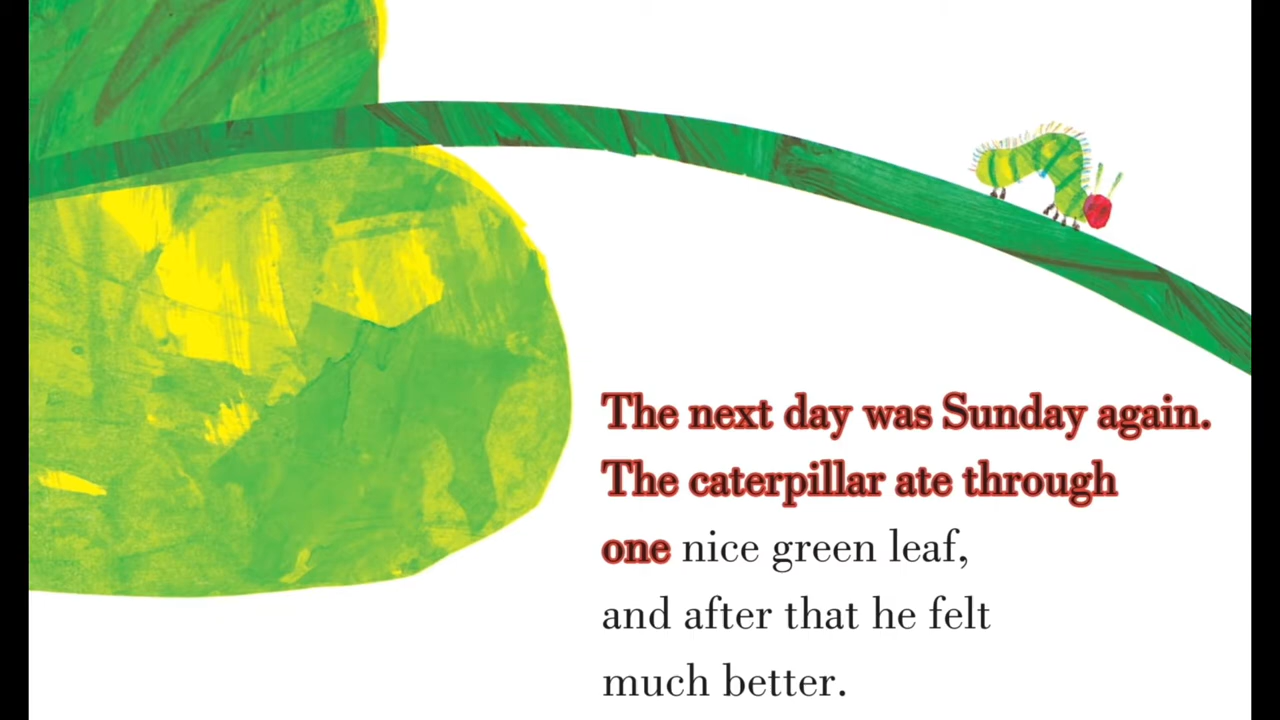 The next day was Sunday again.
The caterpillar ate through
one nice green leaf,
and after that he felt
much better.